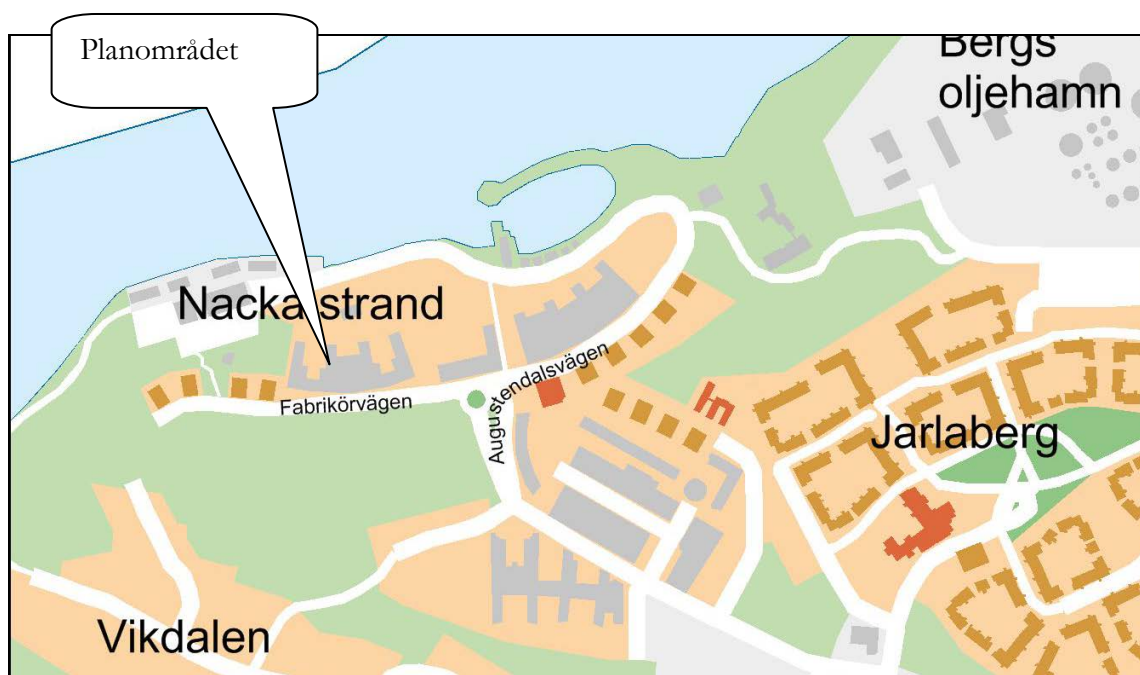 Planområdet
Bergs
oljehamn
Nacka strand
Fabrikörvägen
Augustendalsvägen
Jarlaberg
Vikdalen